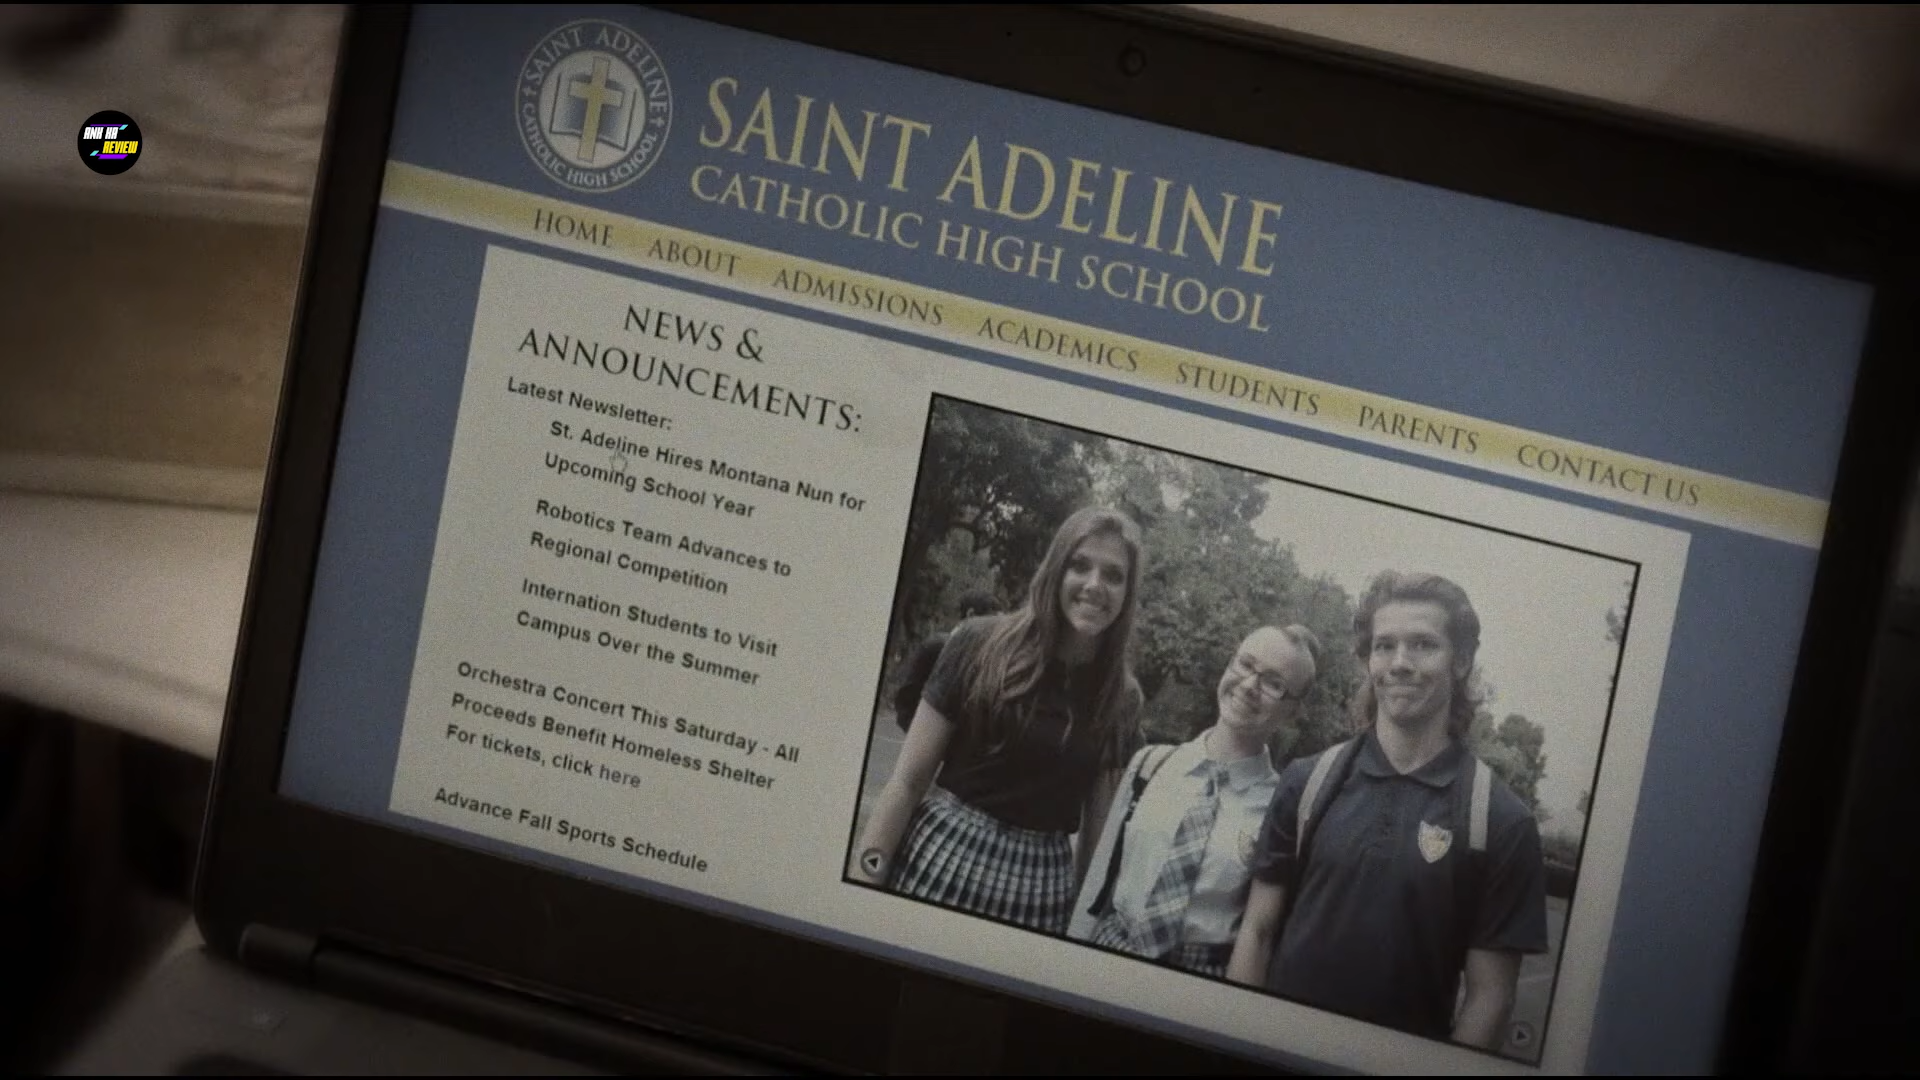 ANH HA
REVIEW
SAINT ADELINE
CATHOLIC HIGH SCHOOL
SAINT ADELINE
CATHOLIC HIGH SCHOOL
HOME ABOUT ADMISSIONS ACADEMICS STUDENTS PARENTS CONTACT US
NEWS &
ANNOUNCEMENTS:
Latest Newsletter:
St. Adeline Hires Montana Nun for
Upcoming School Year
Robotics Team Advances to
Regional Competition
Internation Students to Visit
Campus Over the Summer
Orchestra Concert This Saturday - All
Proceeds Benefit Homeless Shelter
For tickets, click here
Advance Fall Sports Schedule